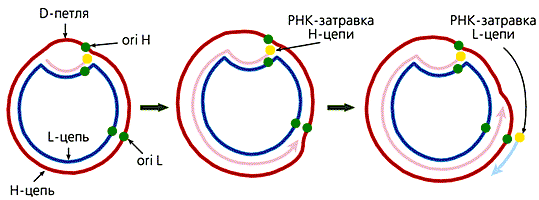 D-петля
ori H
L-цепь
ori L
H-цепь
РНК-затравка
H-цепи
РНК-затравка
L-цепи